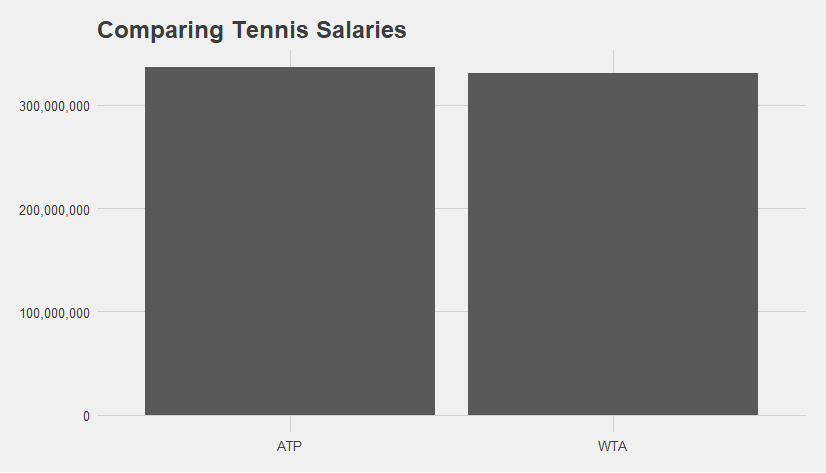 Comparing Tennis Salaries
300,000,000
200,000,000
100,000,000
0
ATP
WTA